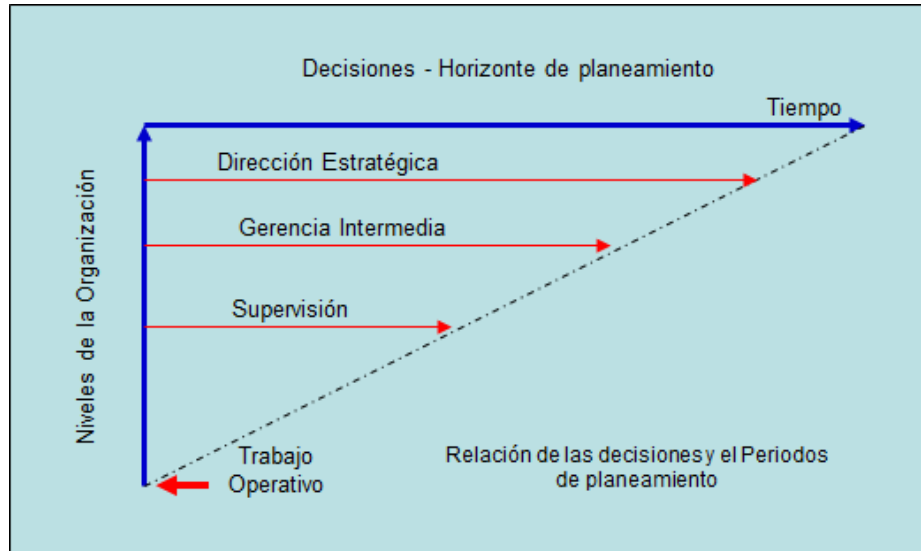 Decisiones - Horizonte de planeamiento
Tiempo
Dirección Estratégica
Gerencia Intermedia
Supervisión
Niveles de la Organización
Trabajo
Operativo
Relación de las decisiones y el Periodos
de planeamiento